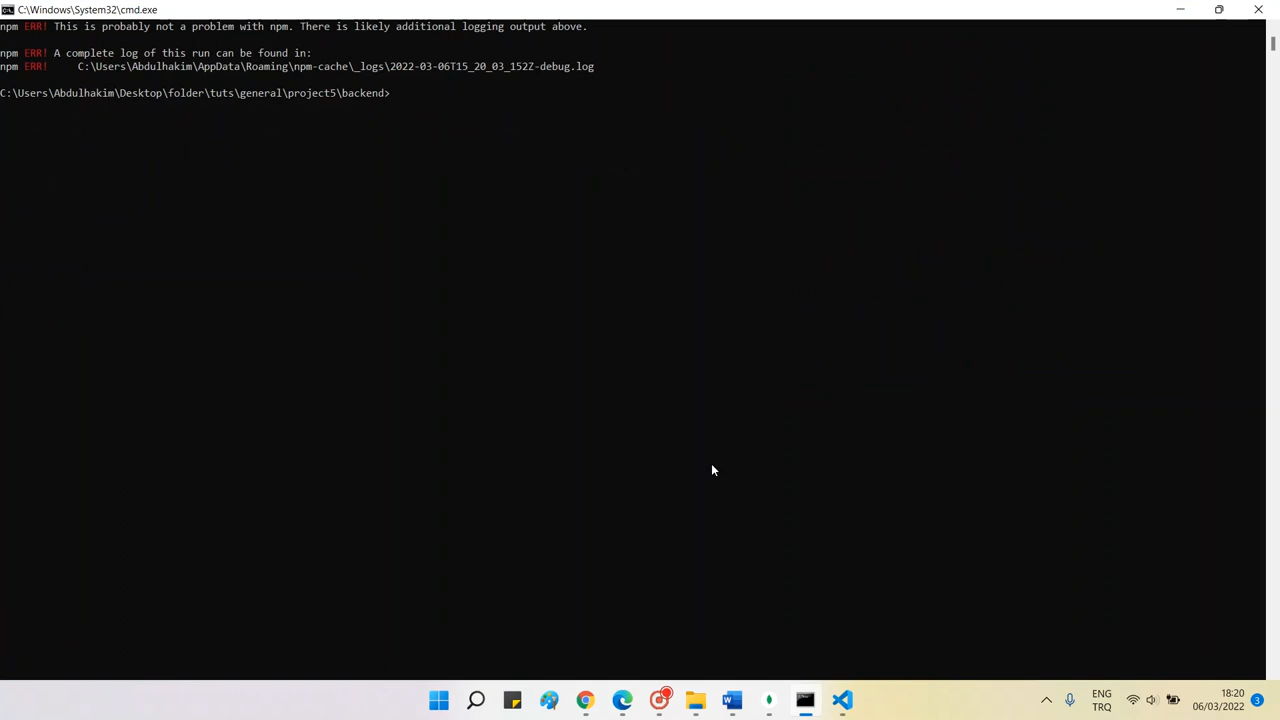 C:\Windows\System32\cmd.exe
npm ERR! This is probably not a problem with npm. There is likely additional logging output above.
npm ERR! A complete log of this run can be found in:
npm ERR!     C:\Users\Abdulhakim\AppData\Roaming\npm-cache\_logs\2022-03-06T15_20_03_152Z-debug.log
C:\Users\Abdulhakim\Desktop\folder\tuts\general\project5\backend>
ENG
TRQ
18:20
06/03/2022
3